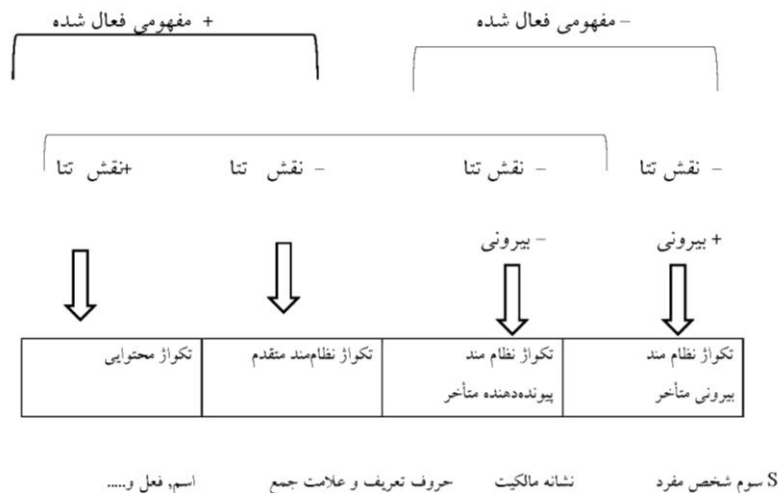 – مفهومی فعال شده + مفهومی فعال شده
– نقش تتا – نقش تتا – نقش تتا +نقش تتا
+ بیرونی – بیرونی
تکواژ نظام مند تکواژ نظام مند تکواژ نظام‌مند متقدم تکواژ محتوایی
بیرونی متأخر پیونددهنده متأخر
S سوم شخص مفرد نشانه مالکیت حروف تعریف و علامت جمع اسم, فعل و.....